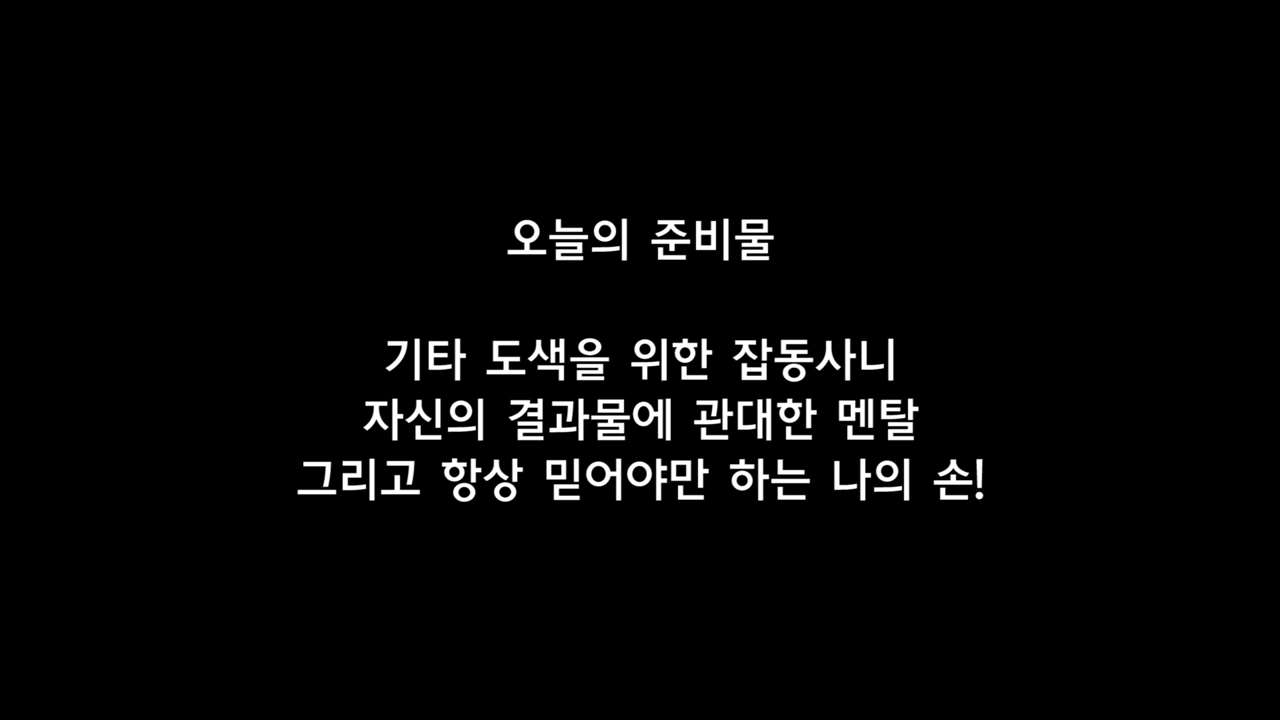 오늘의 준비물
기타 도색을 위한 잡동사니
자신의 결과물에 관대한 멘탈
그리고 항상 믿어야만 하는 나의 손!